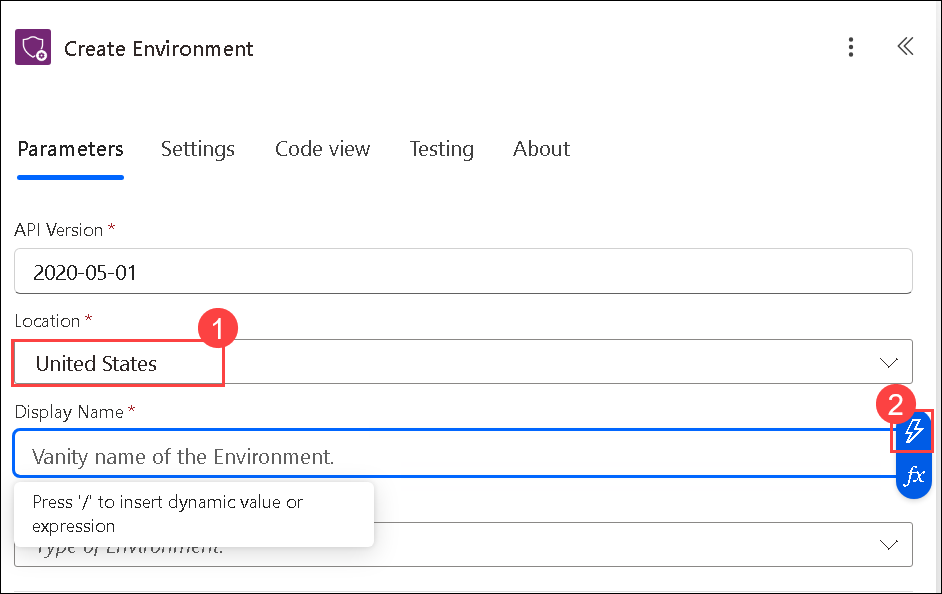 Create Environment
Parameters Settings Code view Testing About
API Version *
2020-05-01
Location *
1
United States
Display Name *
2
Vanity name of the Environment.
fx
Press '/' to insert dynamic value or
expression
Type of Environment.